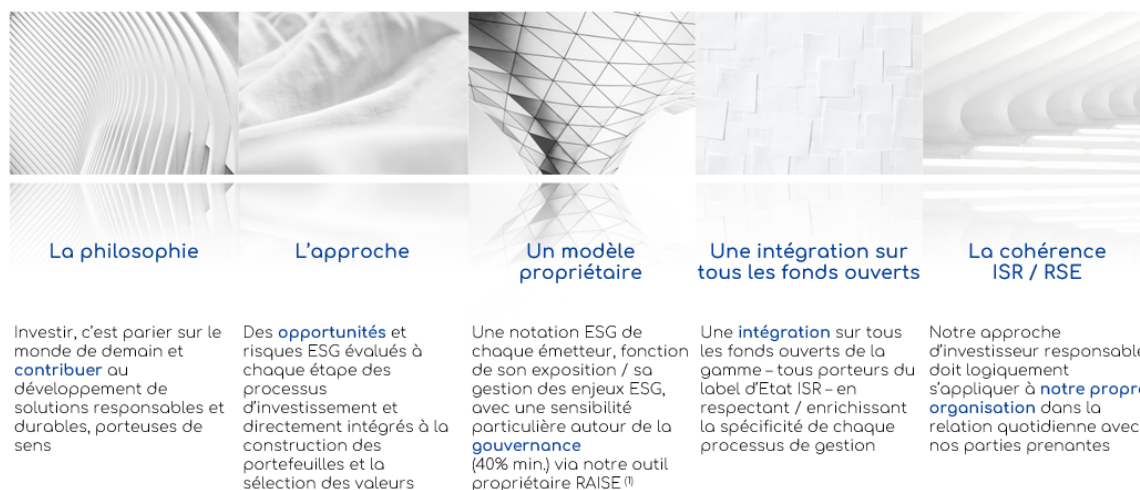 La philosophie
Investir, c'est parier sur le
monde de demain et
contribuer au
développement de
solutions responsables et
durables, porteuses de
sens
L'approche
Des opportunités et
risques ESG évalués à
chaque étape des
processus
d'investissement et
directement intégrés à la
construction des
portefeuilles et la
sélection des valeurs
Un modèle
propriétaire
Une notation ESG de
chaque émetteur, fonction
de son exposition / sa
gestion des enjeux ESG,
avec une sensibilité
particulière autour de la
gouvernance
(40% min.) via notre outil
propriétaire RAISE (1)
Une intégration sur
tous les fonds ouverts
Une intégration sur tous
les fonds ouverts de la
gamme – tous porteurs du
label d'Etat ISR – en
respectant / enrichissant
la spécificité de chaque
processus de gestion
La cohérence
ISR / RSE
Notre approche
d'investisseur responsable
doit logiquement
s'appliquer à notre propre
organisation dans la
relation quotidienne avec
nos parties prenantes